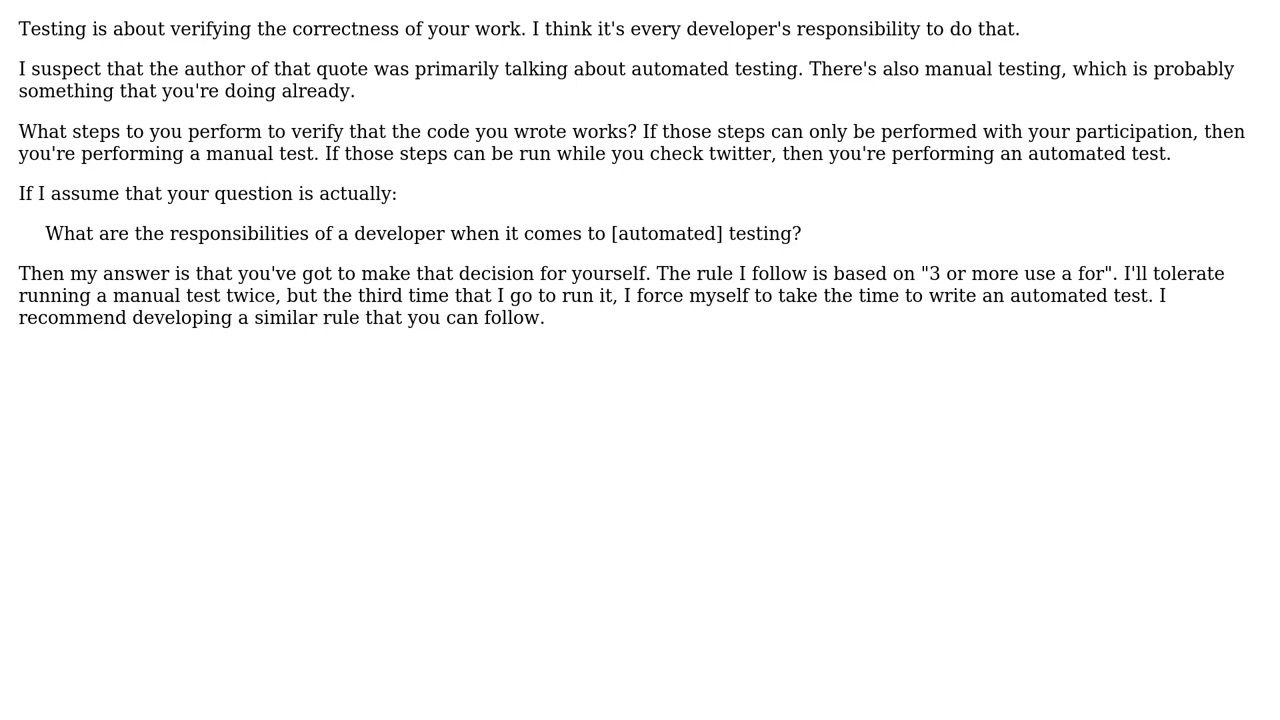 Testing is about verifying the correctness of your work. I think it's every developer's responsibility to do that.
I suspect that the author of that quote was primarily talking about automated testing. There's also manual testing, which is probably
something that you're doing already.
What steps to you perform to verify that the code you wrote works? If those steps can only be performed with your participation, then
you're performing a manual test. If those steps can be run while you check twitter, then you're performing an automated test.
If I assume that your question is actually:
What are the responsibilities of a developer when it comes to [automated] testing?
Then my answer is that you've got to make that decision for yourself. The rule I follow is based on "3 or more use a for". I'll tolerate
running a manual test twice, but the third time that I go to run it, I force myself to take the time to write an automated test. I
recommend developing a similar rule that you can follow.